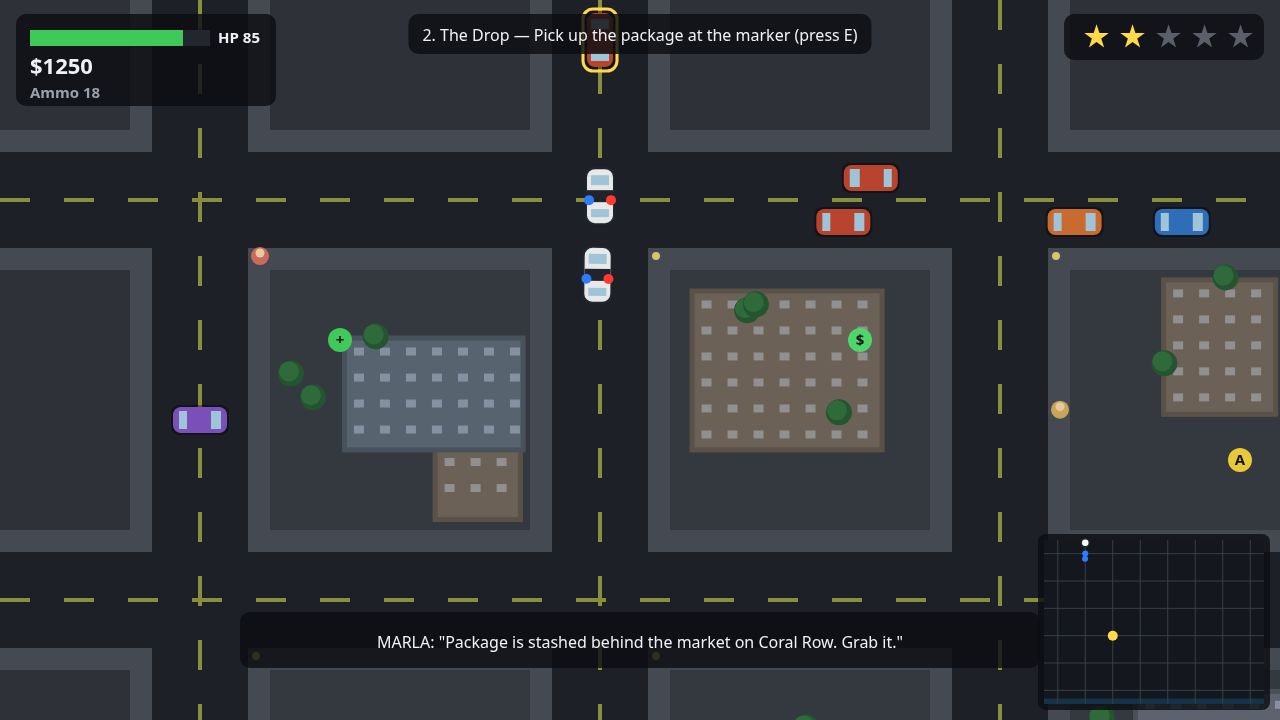 HP 85
$1250
Ammo 18
2. The Drop — Pick up the package at the marker (press E)
+
$
A
MARLA: "Package is stashed behind the market on Coral Row. Grab it."